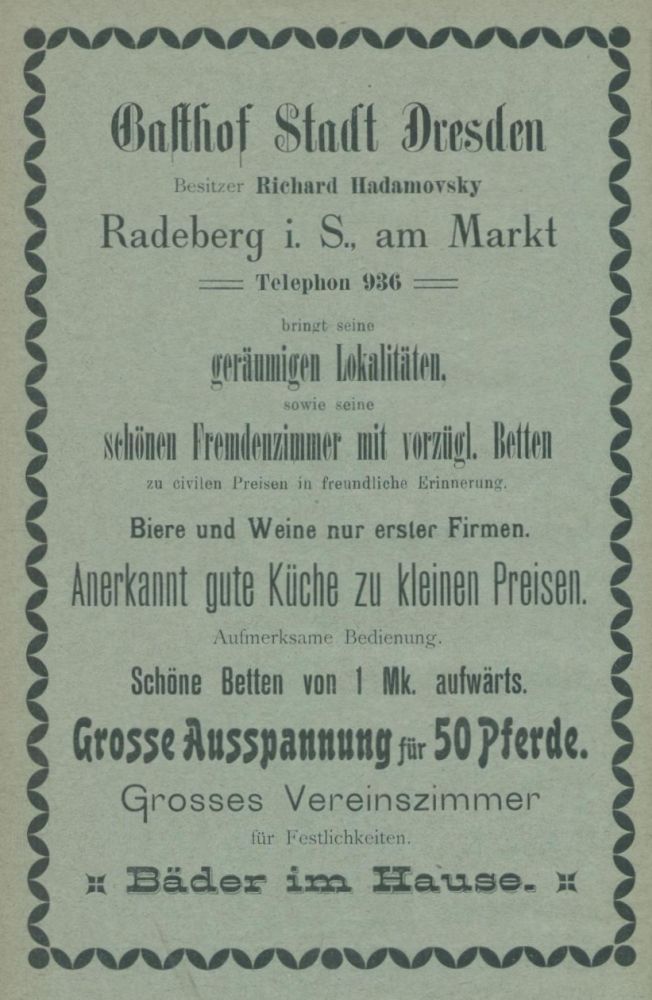 Gasthof Stadt Dresden
Besitzer Richard Hadamovsky
Radeberg i. S., am Markt
Telephon 936
bringt seine
geräumigen Lokalitäten,
sowie seine
schönen Fremdenzimmer mit vorzügl. Betten
zu civilen Preisen in freundliche Erinnerung.
Biere und Weine nur erster Firmen.
Anerkannt gute Küche zu kleinen Preisen.
Aufmerksame Bedienung.
Schöne Betten von 1 Mk. aufwärts.
Grosse Ausspannung für 50 Pferde.
Grosses Vereinszimmer
für Festlichkeiten.
Bäder im Hause.